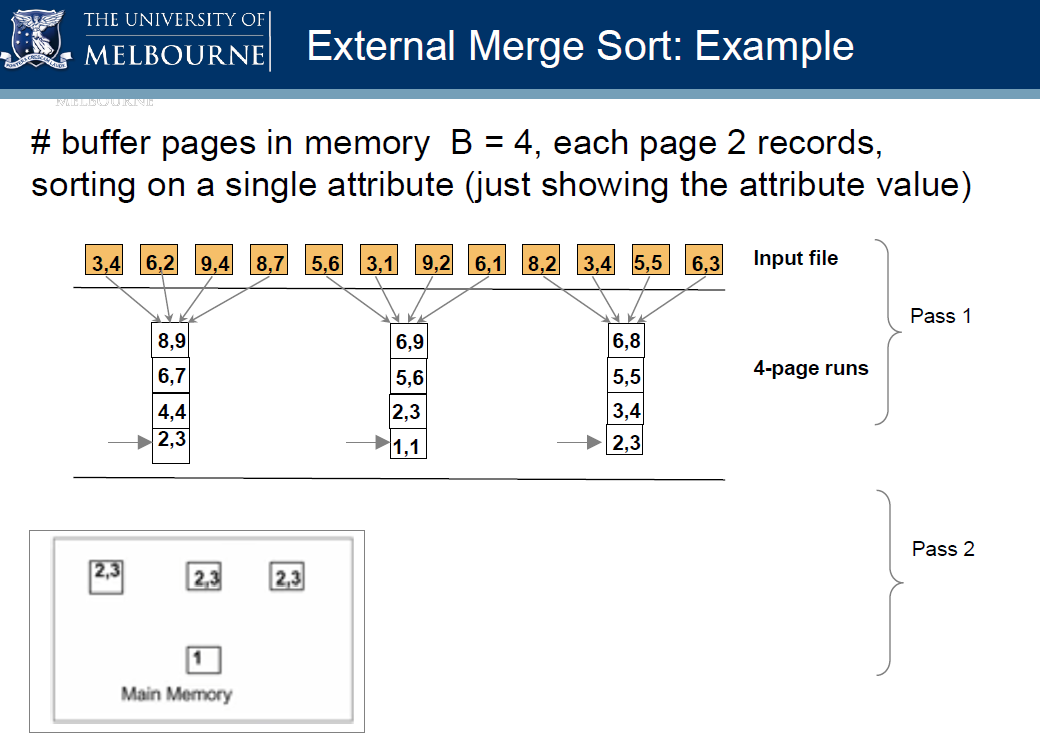 THE UNIVERSITY OF
MELBOURNE
External Merge Sort: Example
MELBOURNE
# buffer pages in memory B = 4, each page 2 records,
sorting on a single attribute (just showing the attribute value)
3,4 6,2 9,4 8,7 5,6 3,1 9,2 6,1 8,2 3,4 5,5 6,3 Input file
Pass 1
8,9 6,9 6,8
6,7 5,6 5,5 4-page runs
4,4 2,3 3,4
2,3 1,1 2,3
Pass 2
2,3 2,3 2,3
1
Main Memory